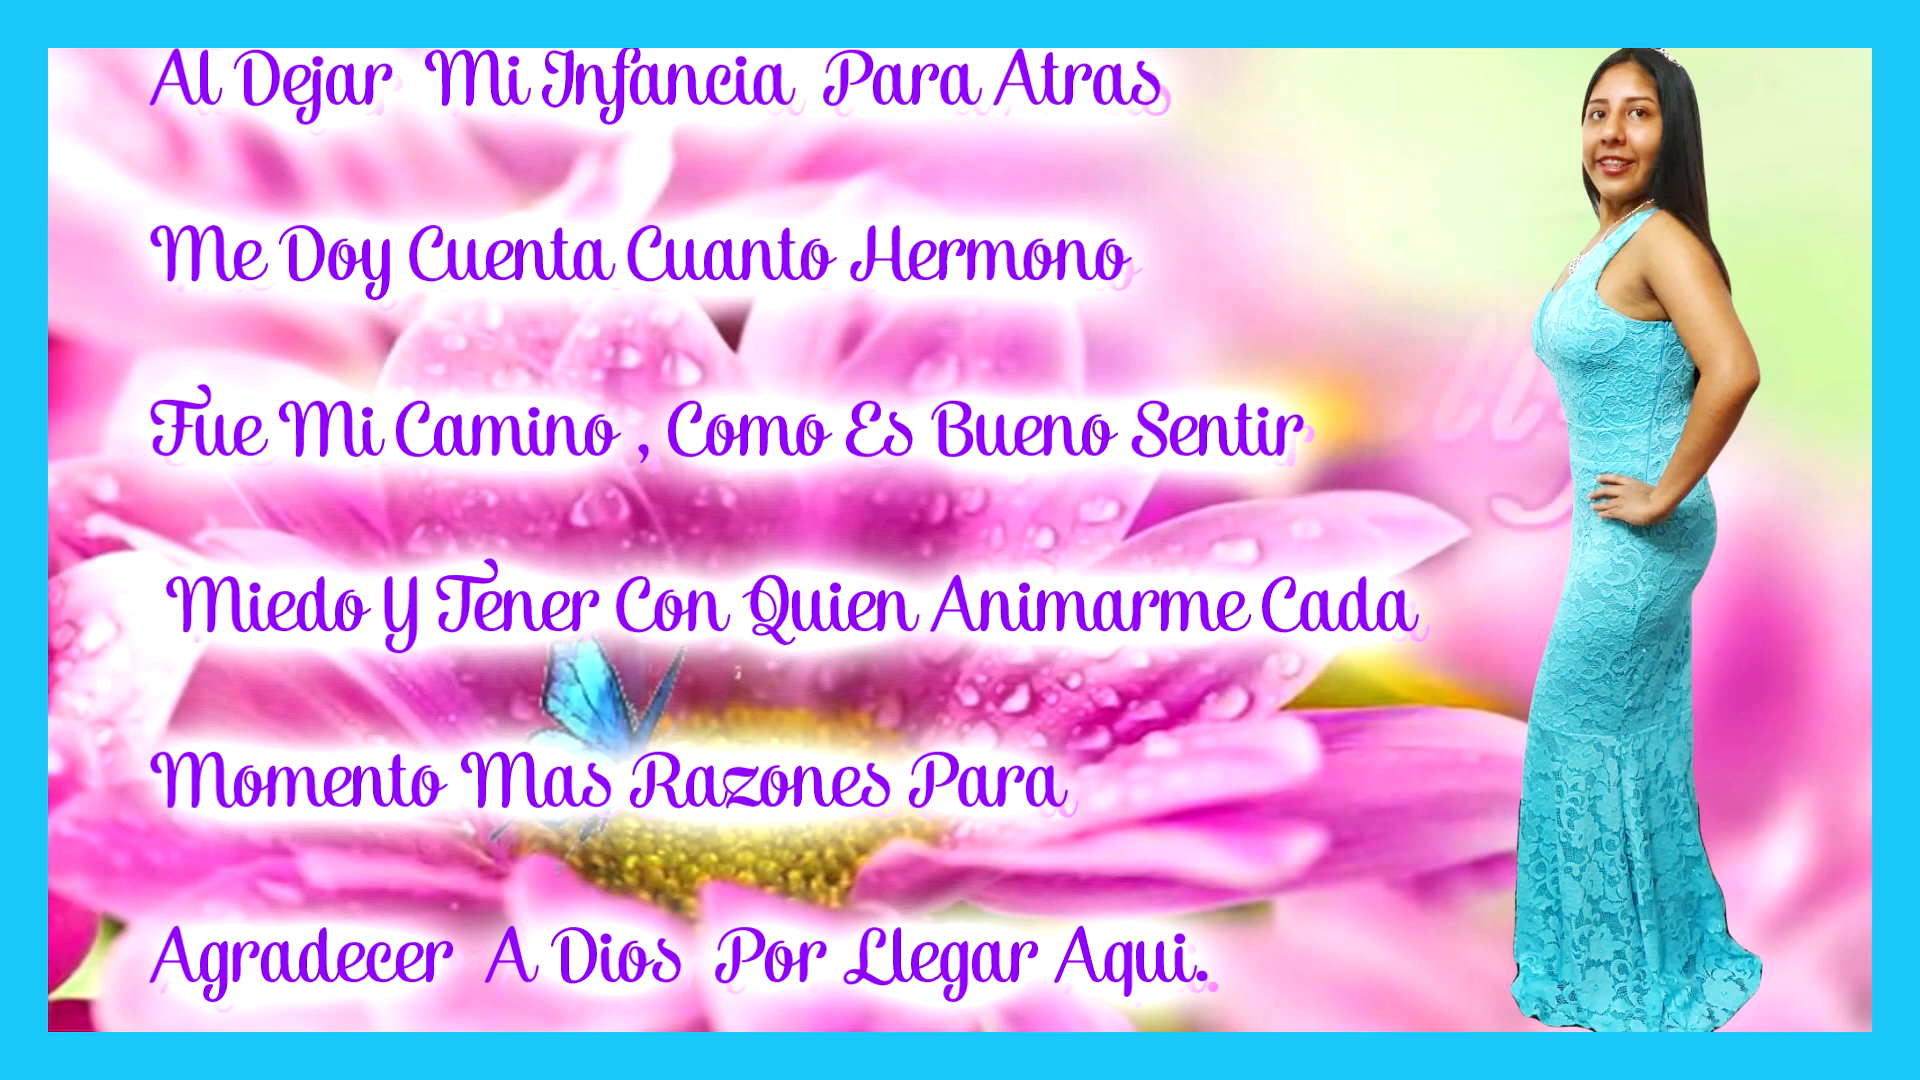 Al Dejar Mi Infancia Para Atras
Me Doy Cuenta Cuanto Hermono
Fue Mi Camino , Como Es Bueno Sentir
Miedo Y Tener Con Quien Animarme Cada
Momento Mas Razones Para
Agradecer A Dios Por Llegar Aqui.